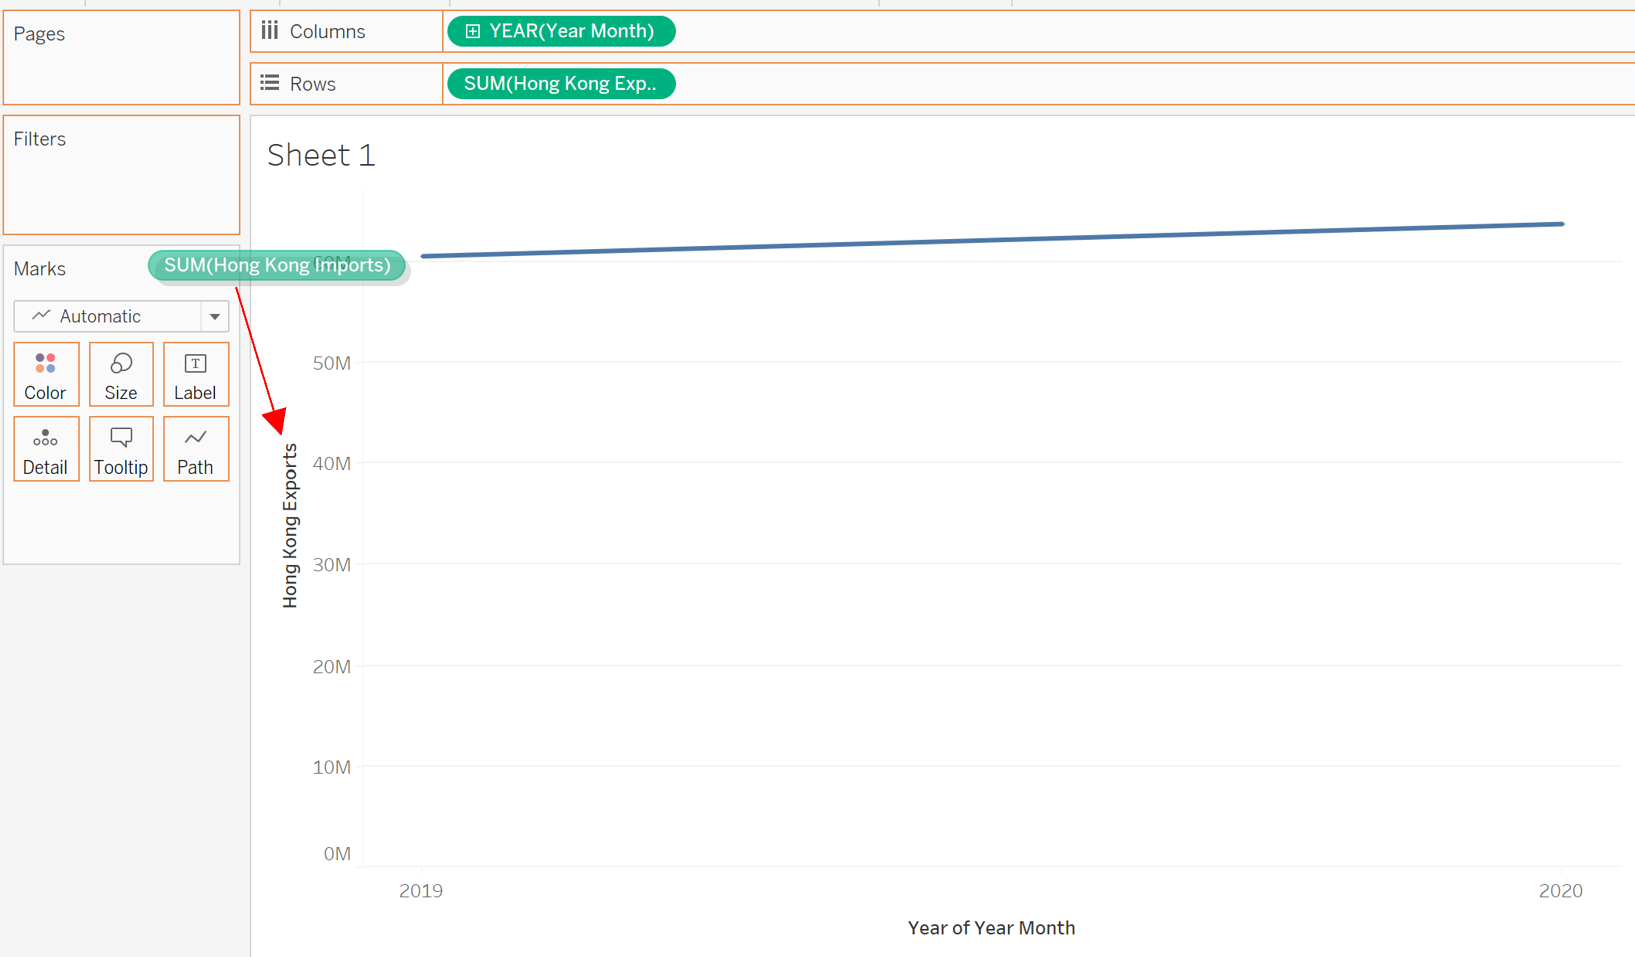 Pages
Columns
YEAR(Year Month)
Rows
SUM(Hong Kong Exp..
Filters
Sheet 1
Marks
SUM(Hong Kong Imports)
60M
Automatic
Color
Size
T
Label
Detail
Tooltip
Path
Hong Kong Exports
50M
40M
30M
20M
10M
0M
2019
2020
Year of Year Month